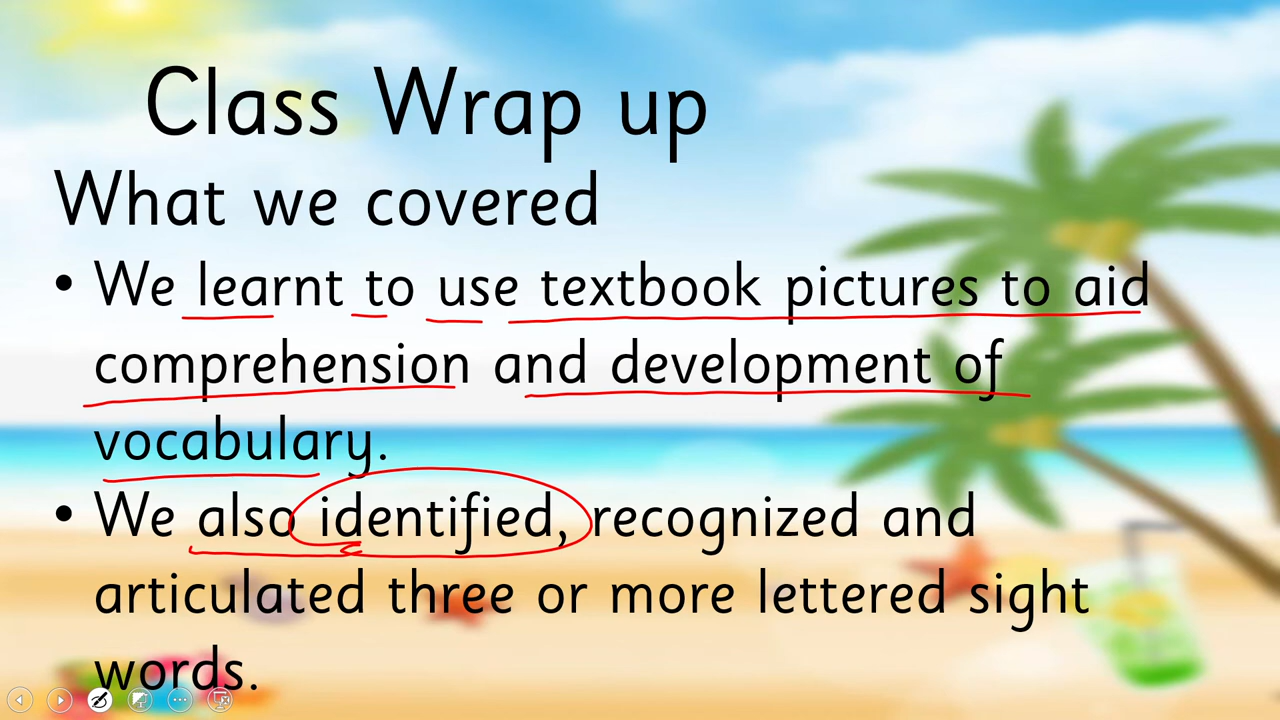 Class Wrap up
What we covered
• We learnt to use textbook pictures to aid
comprehension and development of
vocabulary.
• We also identified, recognized and
articulated three or more lettered sight
words.